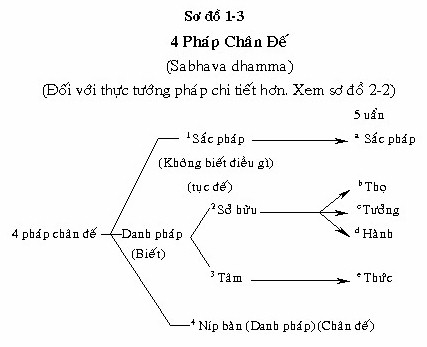 Sơ đồ 1-3
4 Pháp Chân Đế
(Sabhava dhamma)
(Đối với thực tướng pháp chi tiết hơn. Xem sơ đồ 2-2)
5 uẩn
1 Sắc pháp a Sắc pháp
(Không biết điều gì)
(tục đế) b Thọ
2 Sở hữu c Tưởng
4 pháp chân đế Danh pháp d Hành
(Biết)
3 Tâm e Thức
4 Níp bàn (Danh pháp)(Chân đế)